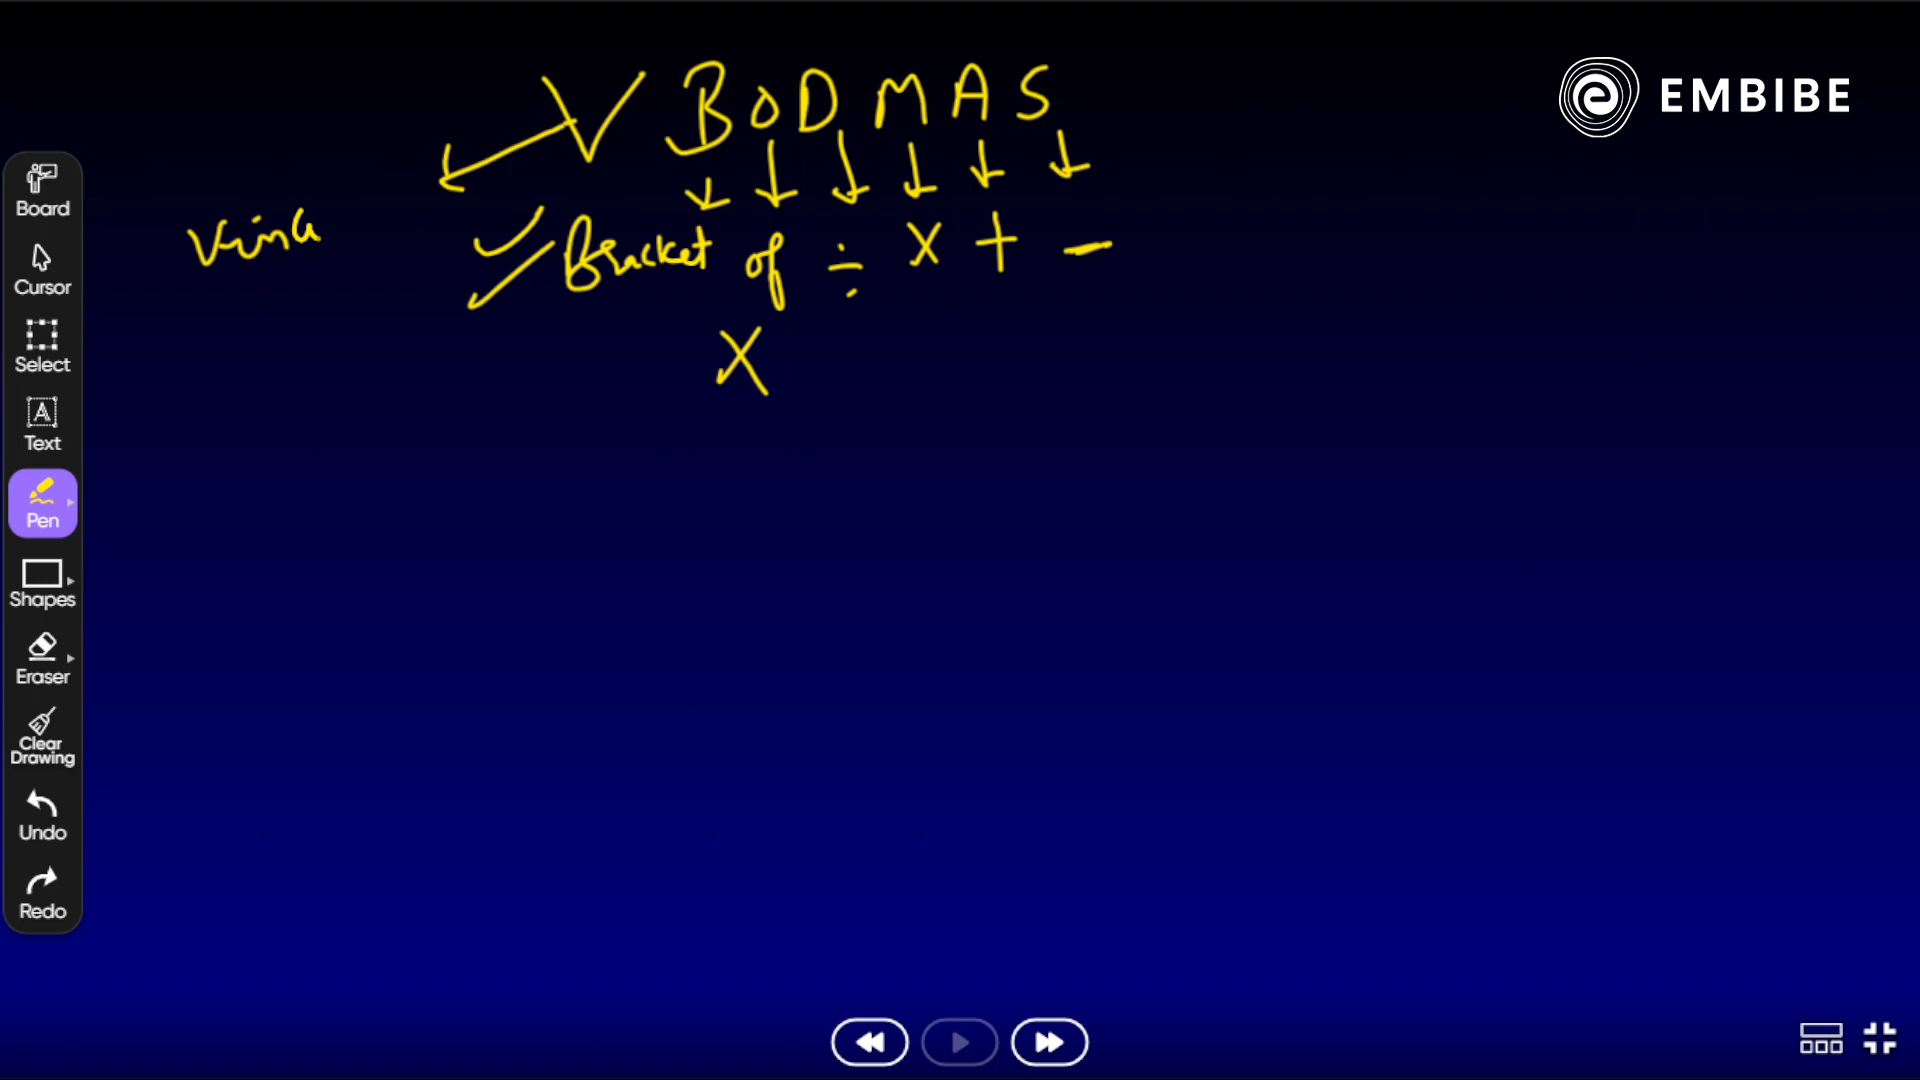 V B O D M A S
EMBIBE
Bracket of ÷ × + −
X
Board
Cursor
Select
Text
Pen
Shapes
Eraser
Clear
Drawing
Undo
Redo